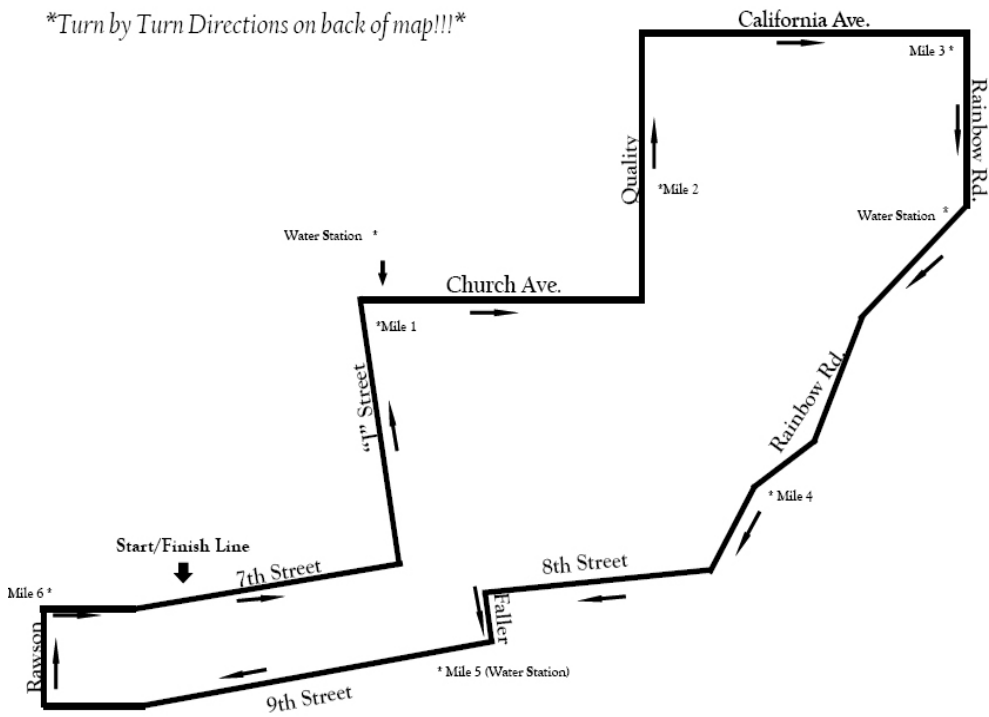 *Turn by Turn Directions on back of map!!!*
California Ave.
Mile 3 *
Rainbow Rd.
Quality
*Mile 2
Water Station *
Water Station *
Church Ave.
*Mile 1
"J" Street
Rainbow Rd.
* Mile 4
Start/Finish Line
7th Street
8th Street
Mile 6 *
Faller
Rawson
* Mile 5 (Water Station)
9th Street